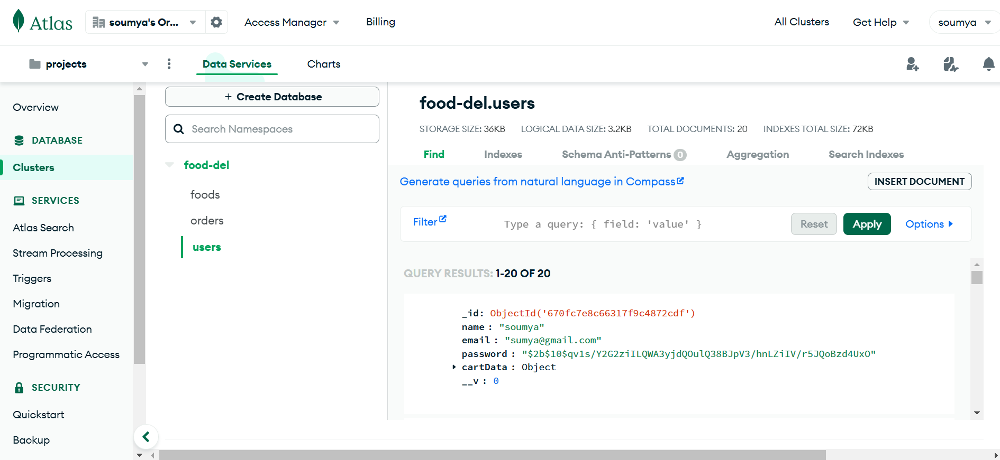 Atlas
soumya's Or...
Access Manager
Billing
All Clusters
Get Help
soumya
projects
Data Services
Charts
Overview
DATABASE
Clusters
SERVICES
Atlas Search
Stream Processing
Triggers
Migration
Data Federation
Programmatic Access
SECURITY
Quickstart
Backup
+ Create Database
Search Namespaces
food-del
foods
orders
users
food-del.users
STORAGE SIZE: 36KB LOGICAL DATA SIZE: 3.2KB TOTAL DOCUMENTS: 20 INDEXES TOTAL SIZE: 72KB
Find Indexes Schema Anti-Patterns 0 Aggregation Search Indexes
Generate queries from natural language in Compass
INSERT DOCUMENT
Filter
Type a query: { field: 'value' }
Reset
Apply
Options
QUERY RESULTS: 1-20 OF 20
_id: ObjectId('670fc7e8c66317f9c4872cdf')
name : "soumya"
email : "sumya@gmail.com"
password : "$2b$10$qv1s/Y2G2ziILQWA3yjdQOulQ38BJpV3/hnLZiIV/r5JQoBzd4UxO"
cartData : Object
__v : 0